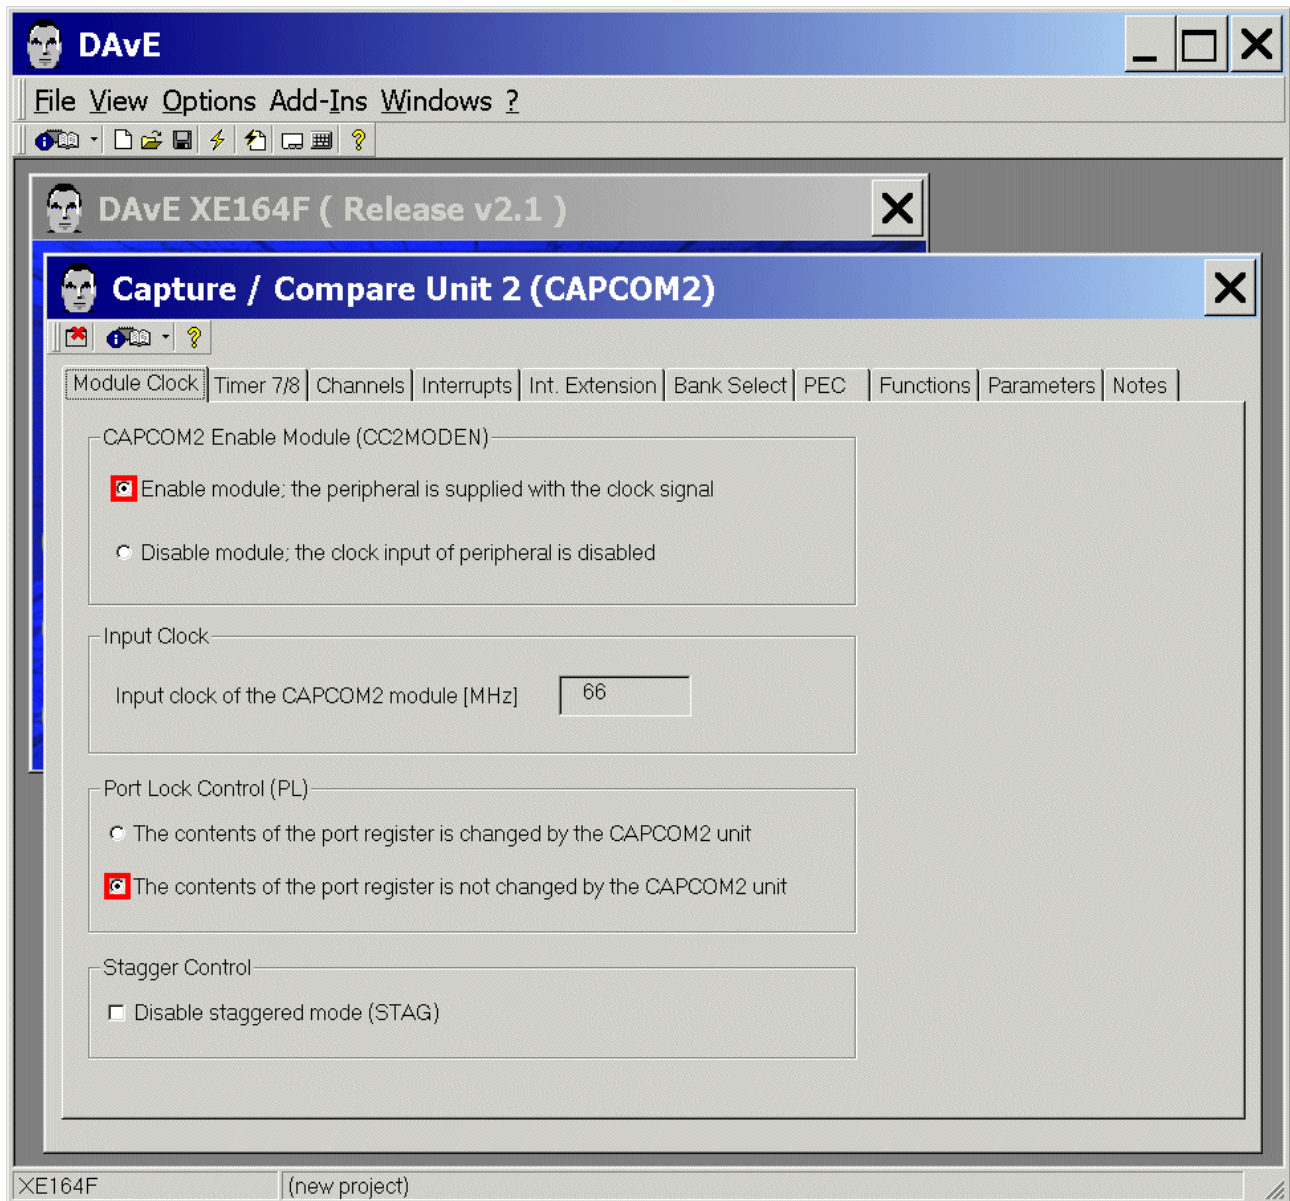 DAvE
File View Options Add-Ins Windows ?
DAvE XE164F ( Release v2.1 )
Capture / Compare Unit 2 (CAPCOM2)
Module Clock Timer 7/8 Channels Interrupts Int. Extension Bank Select PEC Functions Parameters Notes
CAPCOM2 Enable Module (CC2MODEN)
Enable module; the peripheral is supplied with the clock signal
Disable module; the clock input of peripheral is disabled
Input Clock
Input clock of the CAPCOM2 module [MHz] 66
Port Lock Control (PL)
The contents of the port register is changed by the CAPCOM2 unit
The contents of the port register is not changed by the CAPCOM2 unit
Stagger Control
Disable staggered mode (STAG)
XE164F (new project)